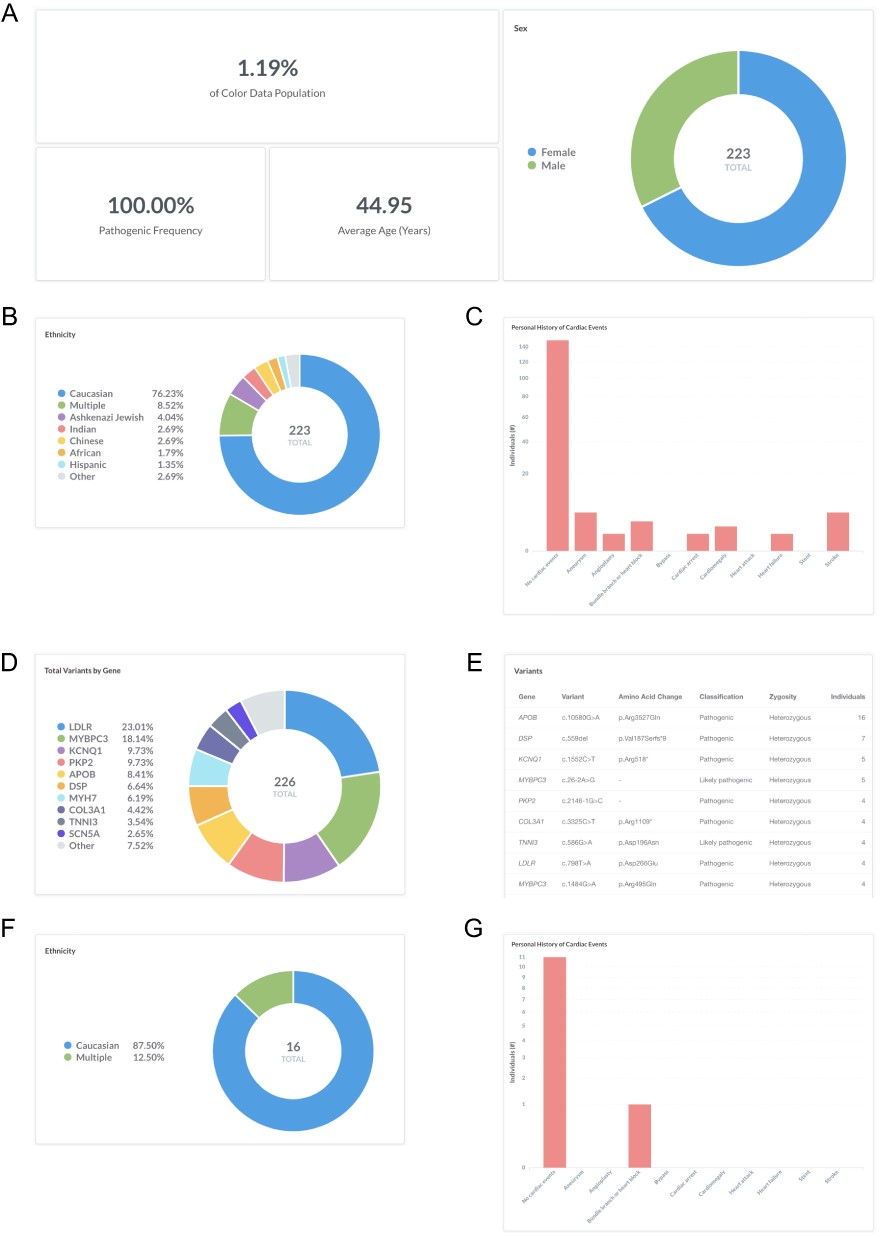 A
1.19%
of Color Data Population
100.00%
Pathogenic Frequency
44.95
Average Age (Years)
Sex
Female
Male
223
TOTAL
B
Ethnicity
Caucasian 76.23%
Multiple 8.52%
Ashkenazi Jewish 4.04%
Indian 2.69%
Chinese 2.69%
African 1.79%
Hispanic 1.35%
Other 2.69%
223
TOTAL
C
Personal History of Cardiac Events
Individuals (#)
140
120
100
80
60
40
20
0
No cardiac events
Aneurysm
Angioplasty
Bundle branch or heart block
Bypass
Cardiac arrest
Cardiomegaly
Heart attack
Heart failure
Stent
Stroke
D
Total Variants by Gene
LDLR 23.01%
MYBPC3 18.14%
KCNQ1 9.73%
PKP2 9.73%
APOB 8.41%
DSP 6.64%
MYH7 6.19%
COL3A1 4.42%
TNNI3 3.54%
SCN5A 2.65%
Other 7.52%
226
TOTAL
E
Variants
Gene Variant Amino Acid Change Classification Zygosity Individuals
APOB c.10580G>A p.Arg3527Gln Pathogenic Heterozygous 16
DSP c.559del p.Val187Serfs*9 Pathogenic Heterozygous 7
KCNQ1 c.1552C>T p.Arg518* Pathogenic Heterozygous 5
MYBPC3 c.26-2A>G - Likely pathogenic Heterozygous 5
PKP2 c.2146-1G>C - Pathogenic Heterozygous 4
COL3A1 c.3325C>T p.Arg1109* Pathogenic Heterozygous 4
TNNI3 c.586G>A p.Asp196Asn Likely pathogenic Heterozygous 4
LDLR c.798T>A p.Asp266Glu Pathogenic Heterozygous 4
MYBPC3 c.1484G>A p.Arg495Gln Pathogenic Heterozygous 4
F
Ethnicity
Caucasian 87.50%
Multiple 12.50%
16
TOTAL
G
Personal History of Cardiac Events
Individuals (#)
11
10
9
8
7
6
5
4
3
2
1
0
No cardiac events
Aneurysm
Angioplasty
Bundle branch or heart block
Bypass
Cardiac arrest
Cardiomegaly
Heart attack
Heart failure
Stent
Stroke